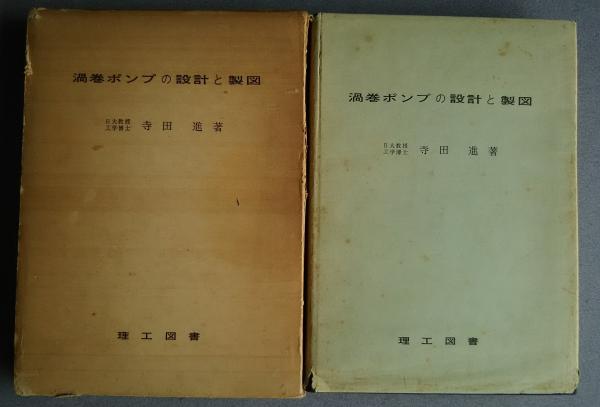 渦巻ポンプの設計と製図
日大教授
工学博士 寺田 進著
理工図書
渦巻ポンプの設計と製図
日大教授
工学博士 寺田 進著
理工図書